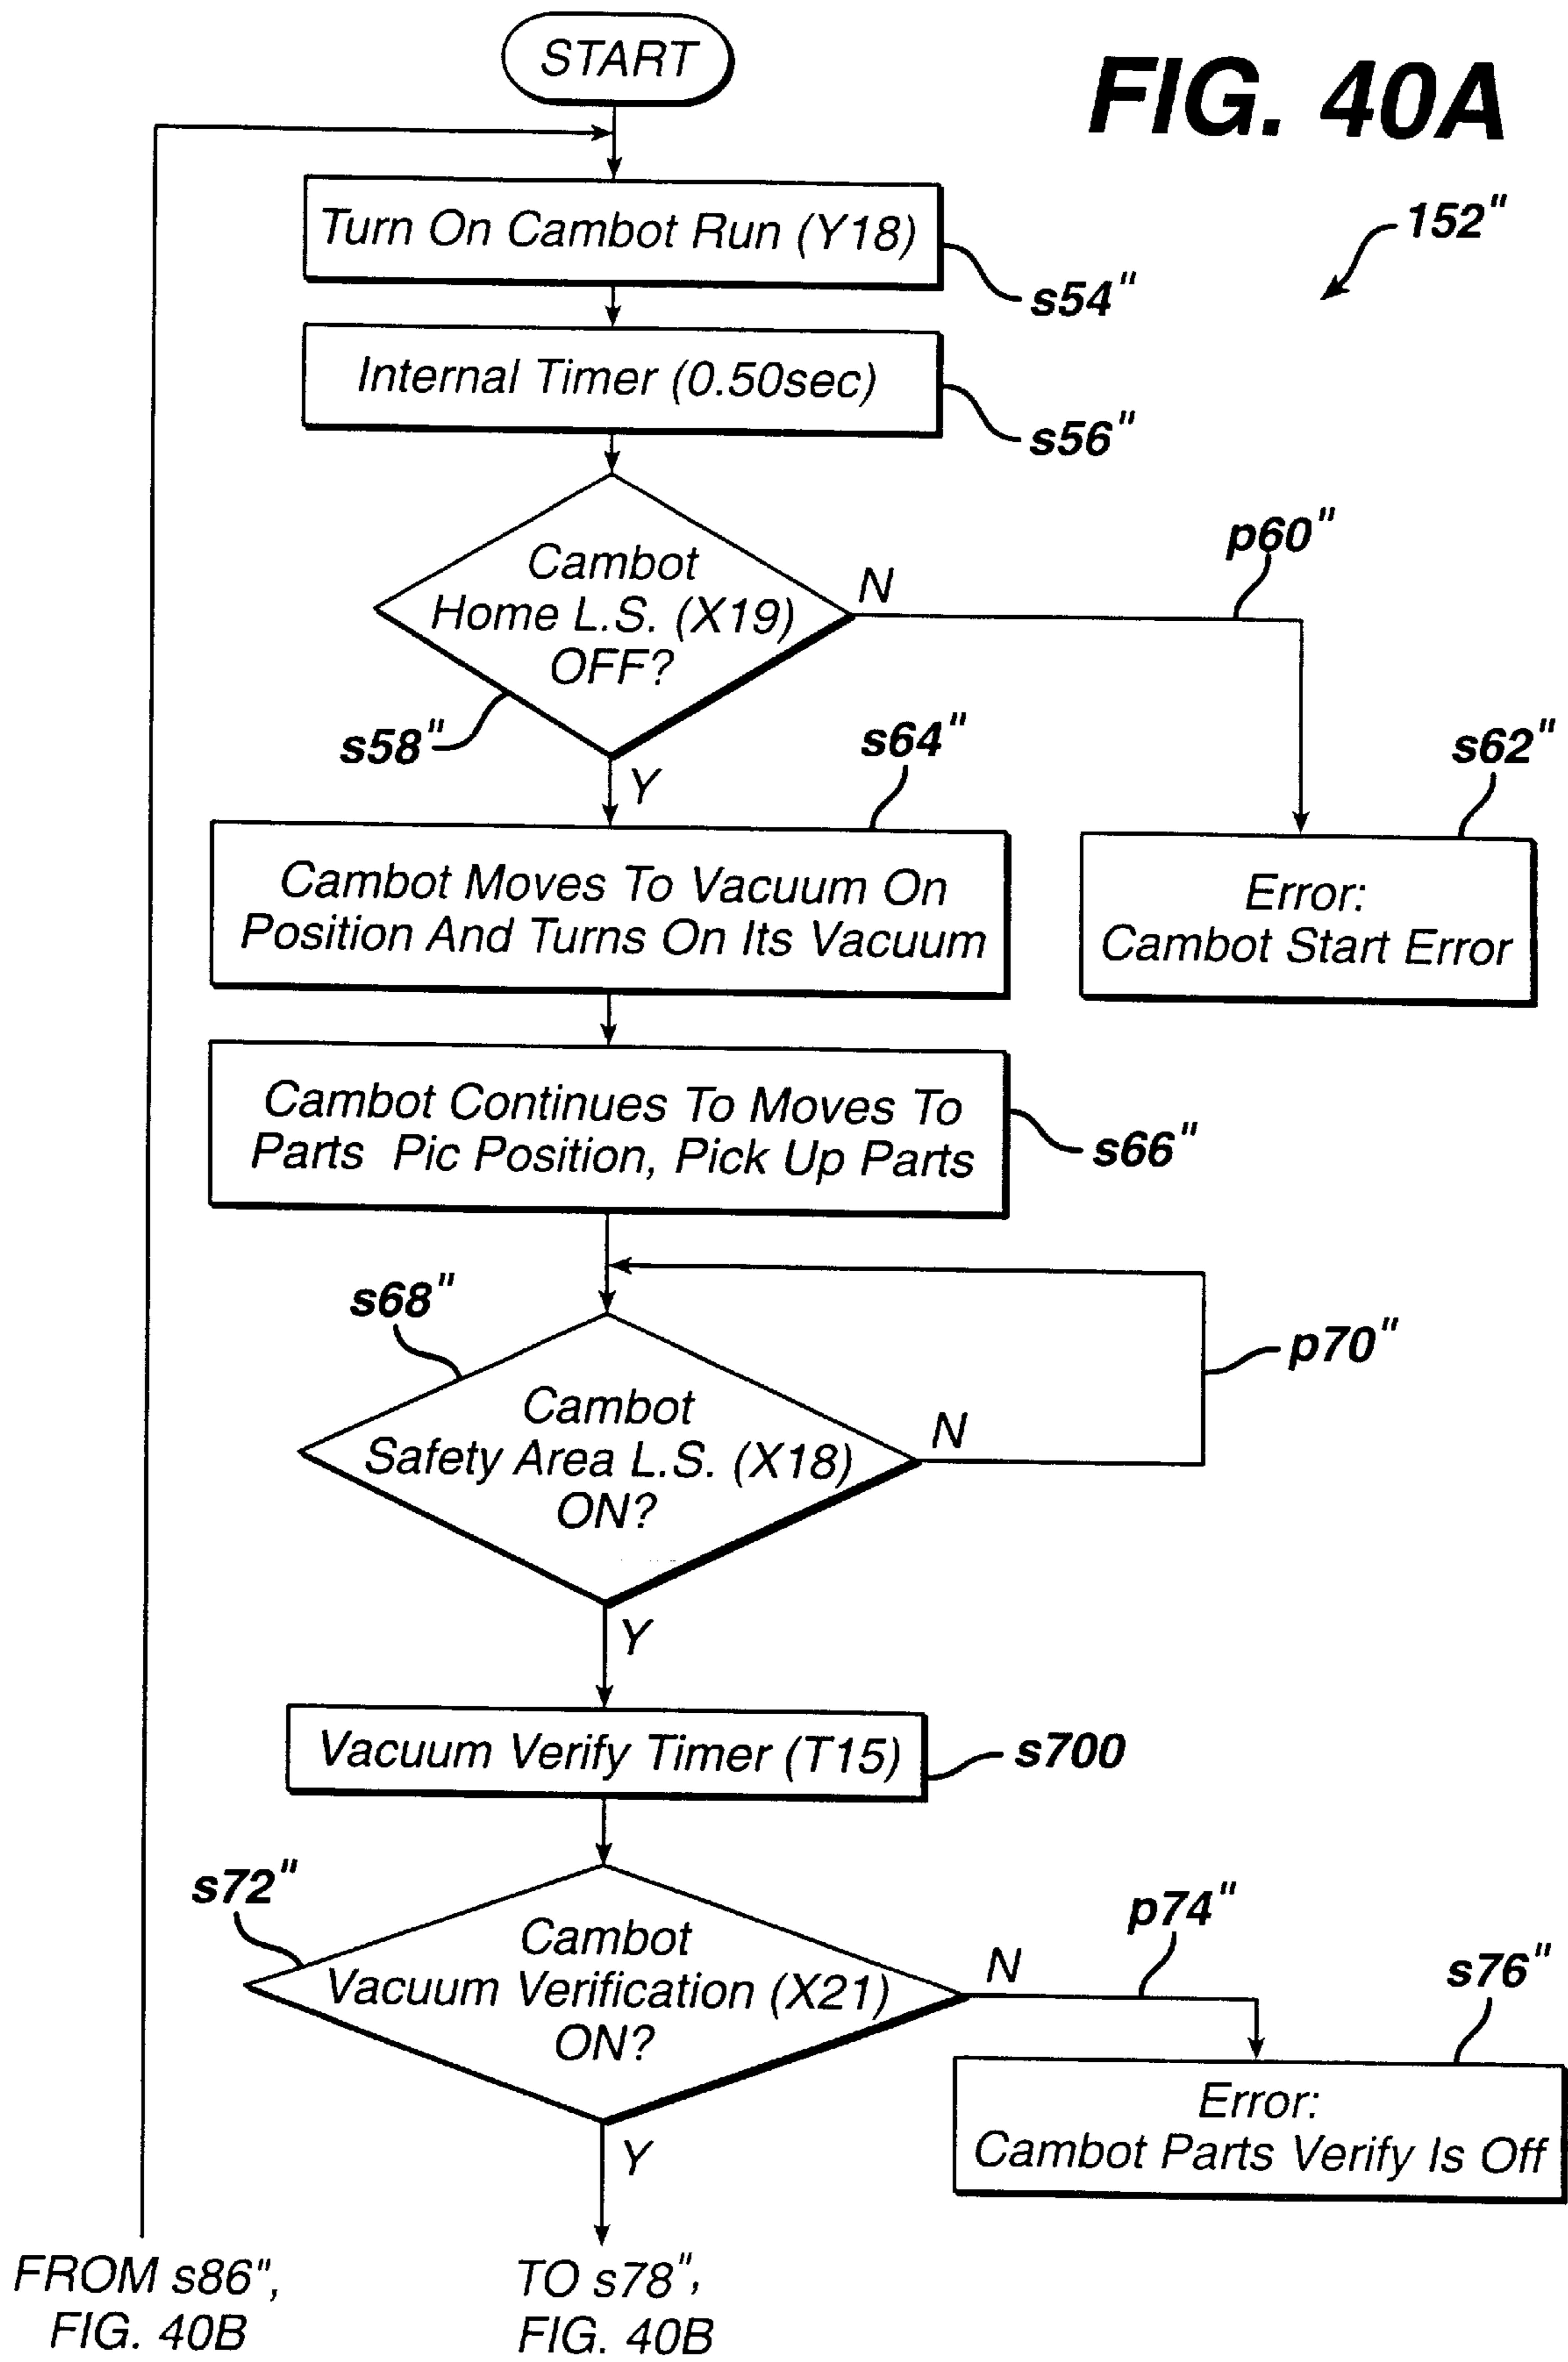 START
FIG. 40A
152"
Turn On Cambot Run (Y18)
s54"
Internal Timer (0.50sec)
s56"
Cambot
Home L.S. (X19)
OFF?
N
p60"
s58"
Y
s64"
s62"
Cambot Moves To Vacuum On
Position And Turns On Its Vacuum
Error:
Cambot Start Error
Cambot Continues To Moves To
Parts Pic Position, Pick Up Parts
s66"
s68"
p70"
Cambot
Safety Area L.S. (X18)
ON?
N
Y
Vacuum Verify Timer (T15)
s700
s72"
Cambot
Vacuum Verification (X21)
ON?
N
p74"
s76"
Error:
Cambot Parts Verify Is Off
Y
FROM s86",
FIG. 40B
TO s78",
FIG. 40B